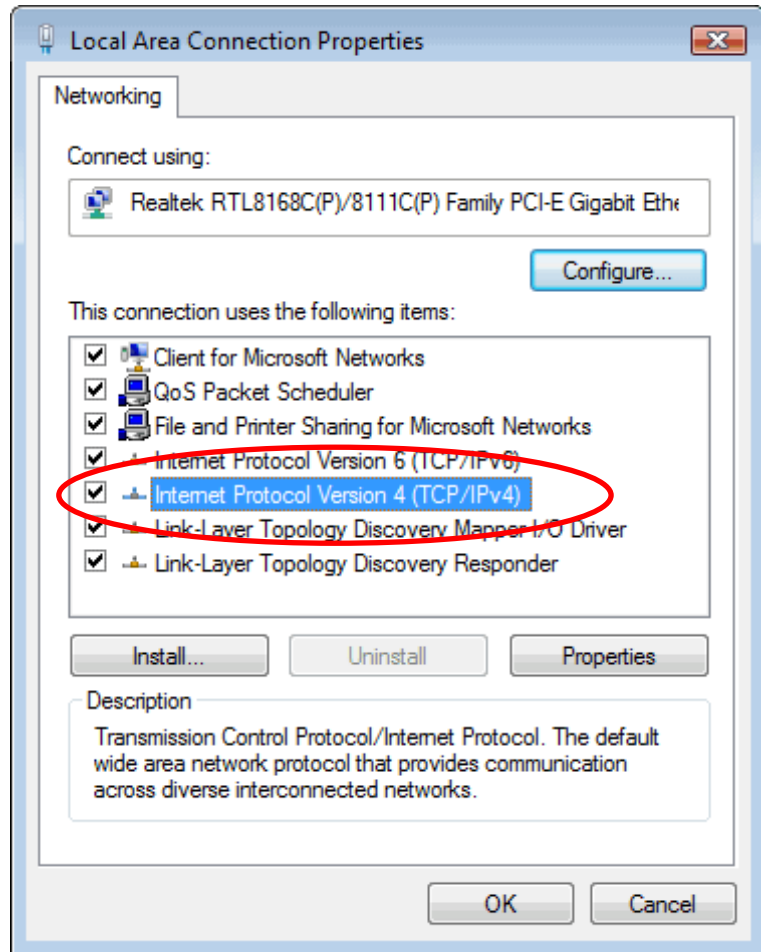 Local Area Connection Properties
Networking
Connect using:
Realtek RTL8168C(P)/8111C(P) Family PCI-E Gigabit Ethe
Configure...
This connection uses the following items:
Client for Microsoft Networks
QoS Packet Scheduler
File and Printer Sharing for Microsoft Networks
Internet Protocol Version 6 (TCP/IPv6)
Internet Protocol Version 4 (TCP/IPv4)
Link-Layer Topology Discovery Mapper I/O Driver
Link-Layer Topology Discovery Responder
Install... Uninstall Properties
Description
Transmission Control Protocol/Internet Protocol. The default
wide area network protocol that provides communication
across diverse interconnected networks.
OK Cancel